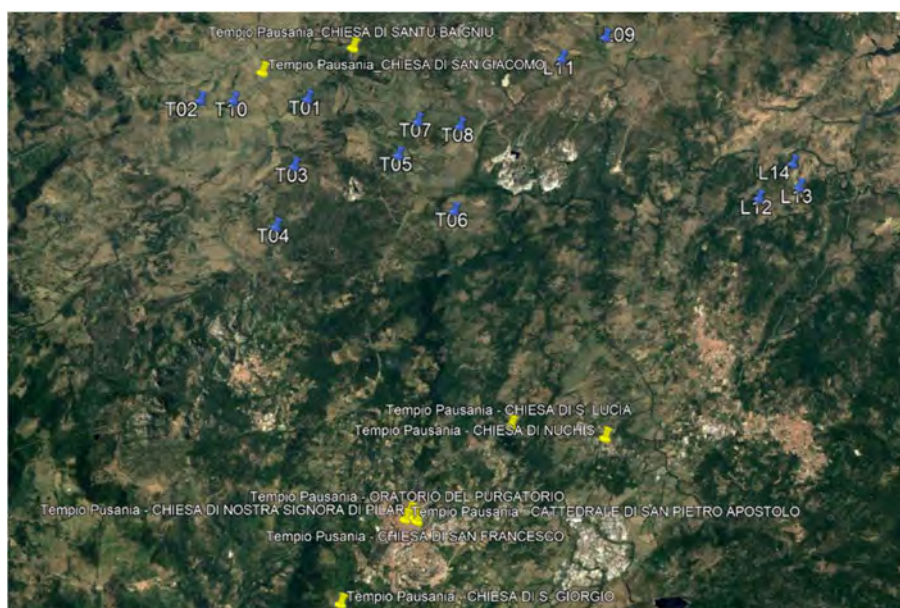 Tempio Pausania_CHIESA DI SANTU BAIGNIU
L09
L11
Tempio Pausania_CHIESA DI SAN GIACOMO
T02
T10
T01
T07
T08
T05
T03
L14
L13
L12
T06
T04
Tempio Pausania - CHIESA DI S. LUCIA
Tempio Pausania - CHIESA DI NUCHIS
Tempio Pausania - ORATORIO DEL PURGATORIO
Tempio Pusania - CHIESA DI NOSTRA SIGNORA DI PILAR
Tempio Pausania - CATTEDRALE DI SAN PIETRO APOSTOLO
Tempio Pusania - CHIESA DI SAN FRANCESCO
Tempio Pausania - CHIESA DI S. GIORGIO